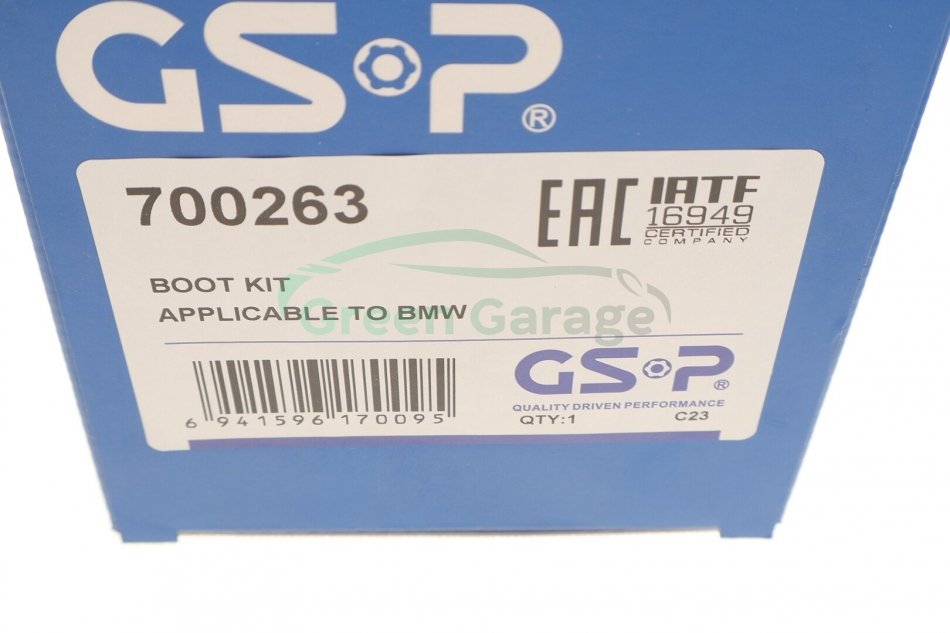 GSP®
700263
EAC
IATF
16949
CERTIFIED
COMPANY
BOOT KIT
APPLICABLE TO BMW
Green Garage
GSP®
QUALITY DRIVEN PERFORMANCE
6 941596 170095
QTY:1 C23